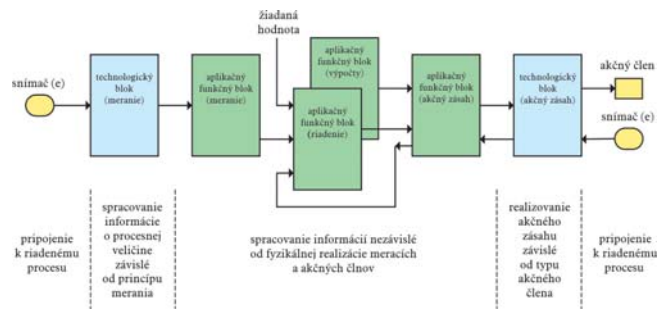 žiadaná
hodnota
snímač (e)
technologický
blok
(meranie)
aplikačný
funkčný blok
(meranie)
aplikačný
funkčný blok
(výpočty)
aplikačný
funkčný blok
(riadenie)
aplikačný
funkčný blok
(akčný zásah)
technologický
blok
(akčný zásah)
akčný člen
snímač (e)
pripojenie
k riadenému
procesu
spracovanie
informácie
o procesnej
veličine
závislé
od princípu
merania
spracovanie informácií nezávislé
od fyzikálnej realizácie meracích
a akčných člnov
realizovanie
akčného
zásahu
závislé
od typu
akčného
člena
pripojenie
k riadenému
procesu